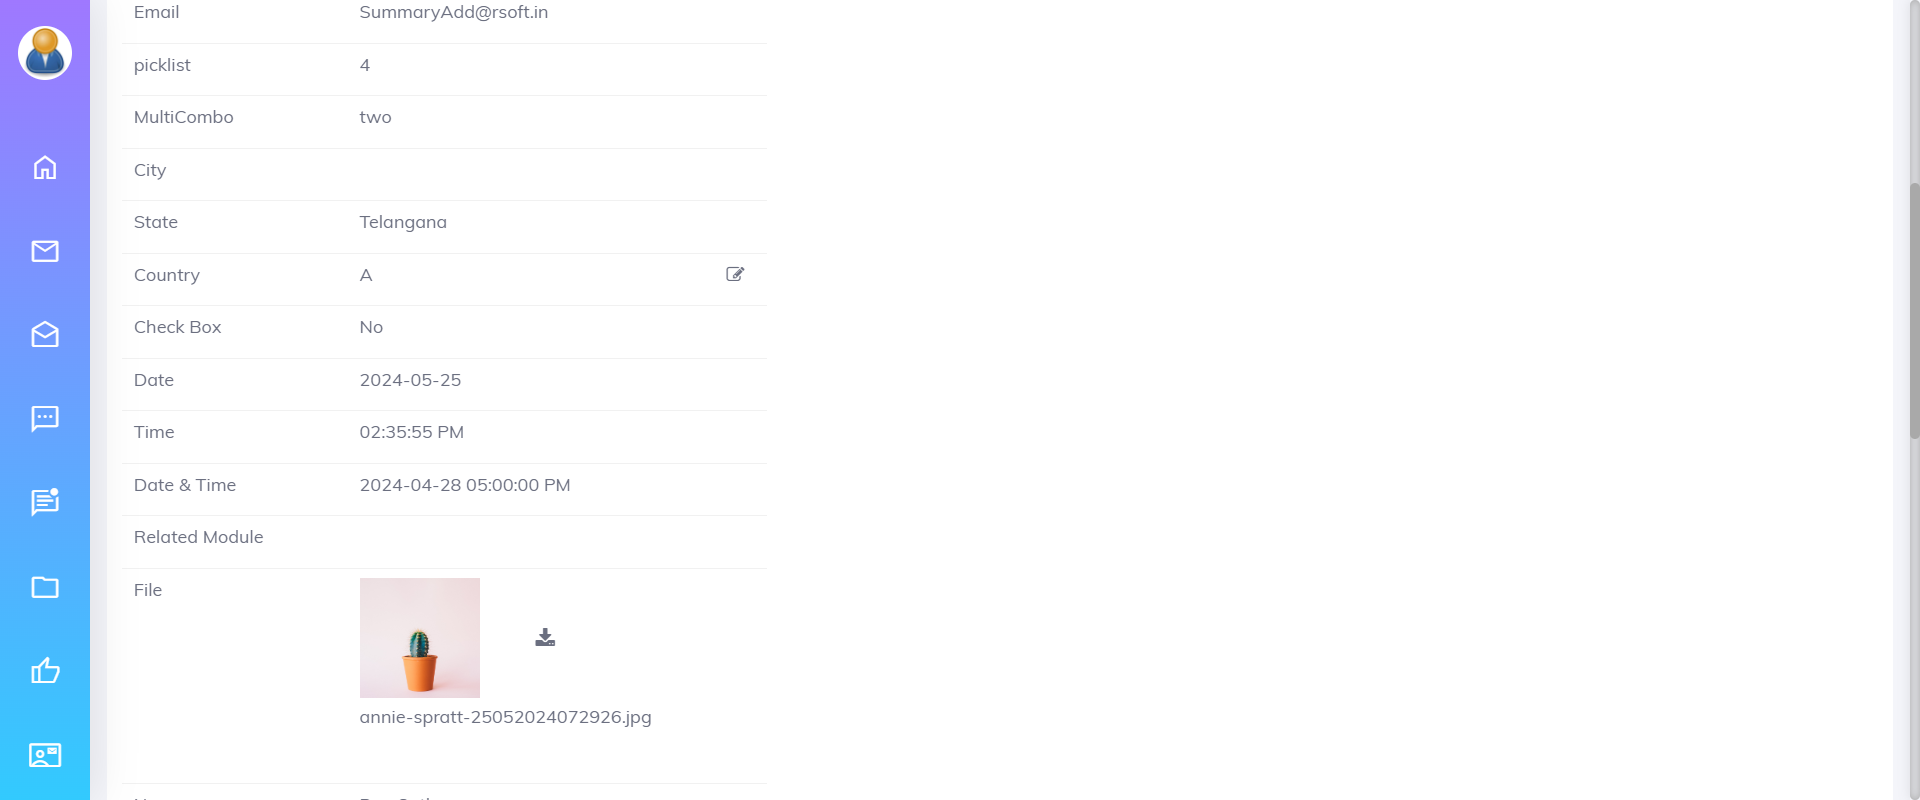 Email SummaryAdd@rsoft.in
picklist 4
MultiCombo two
City
State Telangana
Country A
Check Box No
Date 2024-05-25
Time 02:35:55 PM
Date & Time 2024-04-28 05:00:00 PM
Related Module
File
annie-spratt-25052024072926.jpg